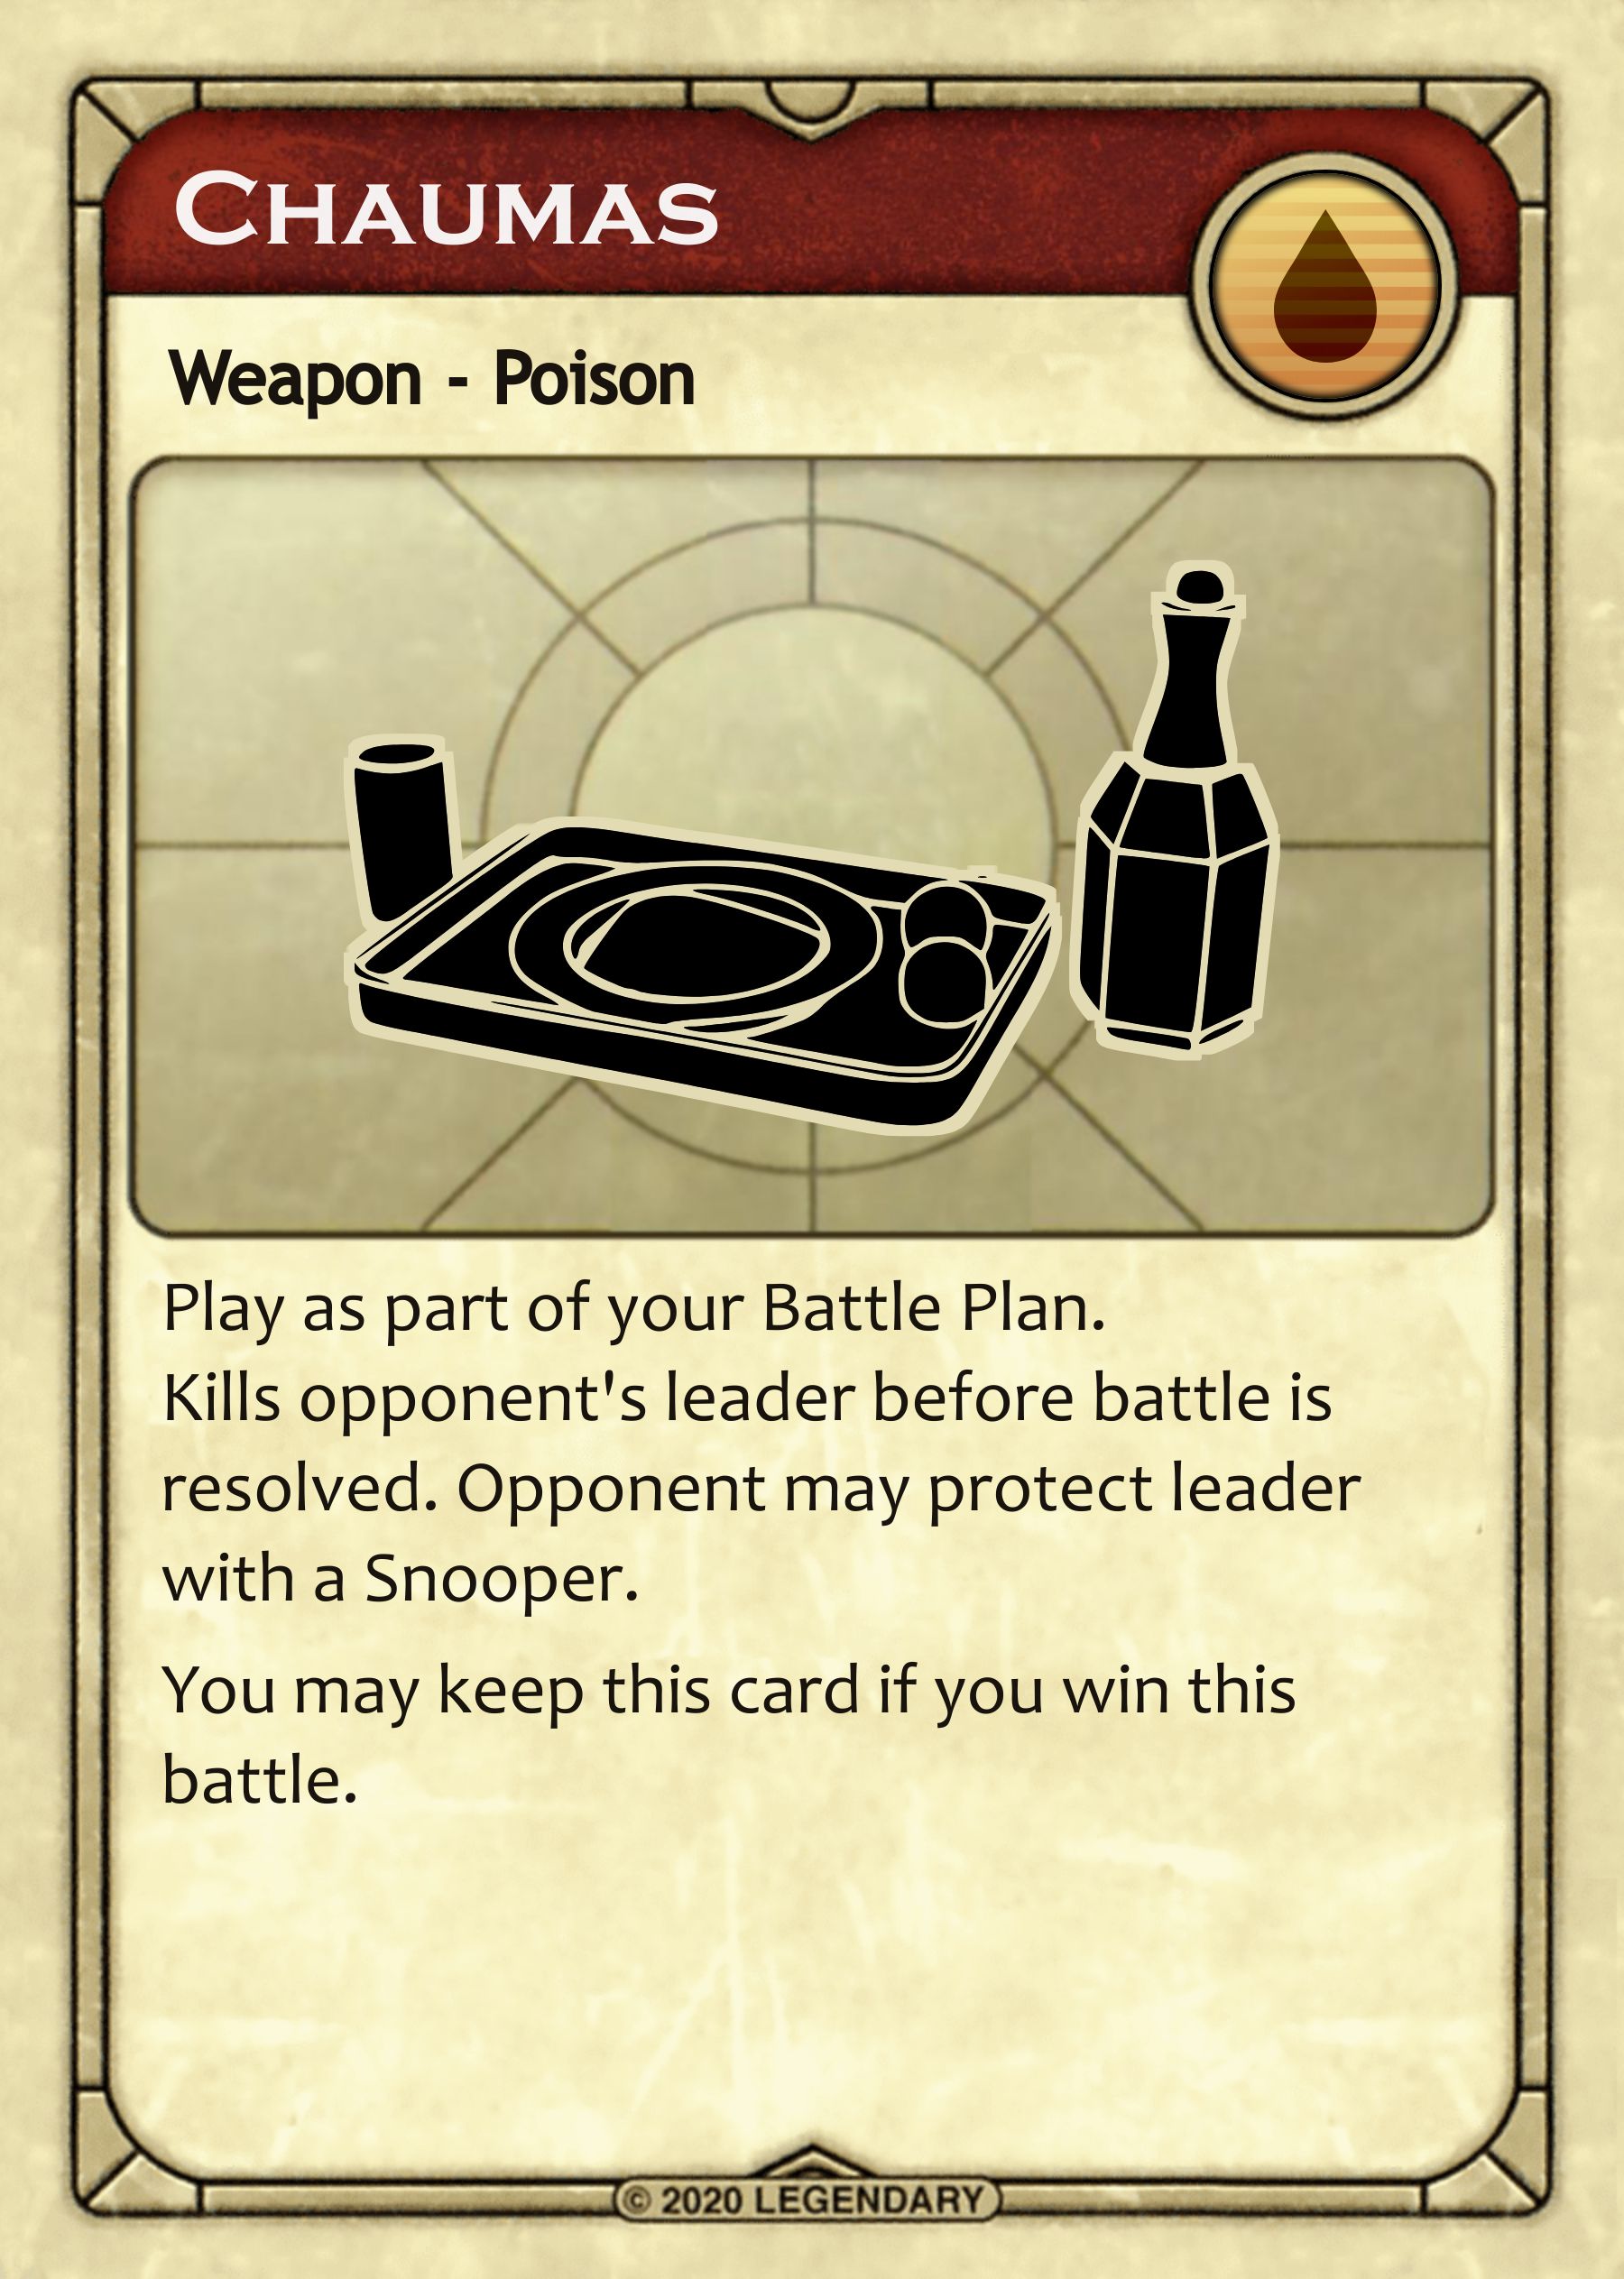 Chaumas
Weapon - Poison
Play as part of your Battle Plan.
Kills opponent's leader before battle is
resolved. Opponent may protect leader
with a Snooper.
You may keep this card if you win this
battle.
© 2020 LEGENDARY